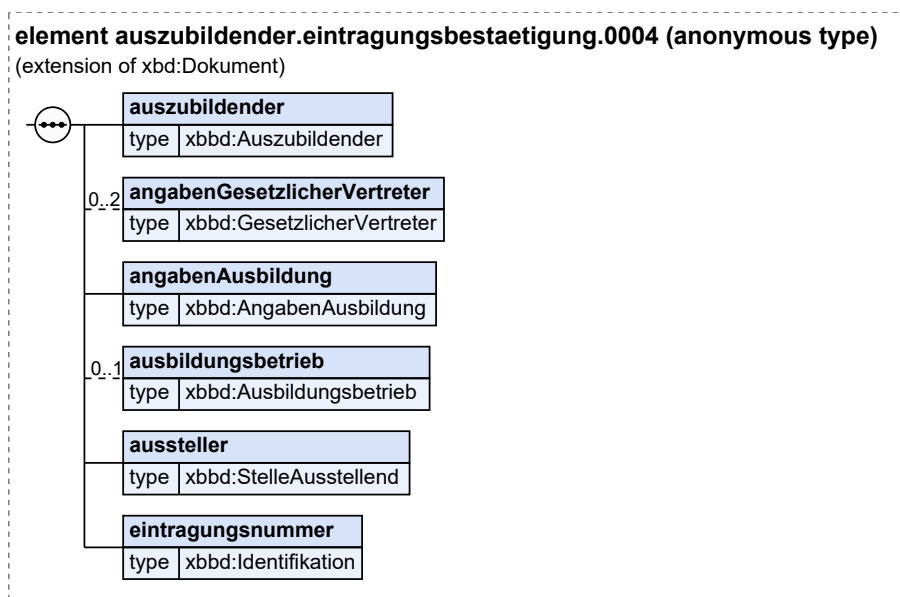 element auszubildender.eintragungsbestaetigung.0004 (anonymous type)
(extension of xbd:Dokument)
auszubildender
type xbbd:Auszubildender
0..2
angabenGesetzlicherVertreter
type xbbd:GesetzlicherVertreter
angabenAusbildung
type xbbd:AngabenAusbildung
0..1
ausbildungsbetrieb
type xbbd:Ausbildungsbetrieb
aussteller
type xbbd:StelleAusstellend
eintragungsnummer
type xbbd:Identifikation